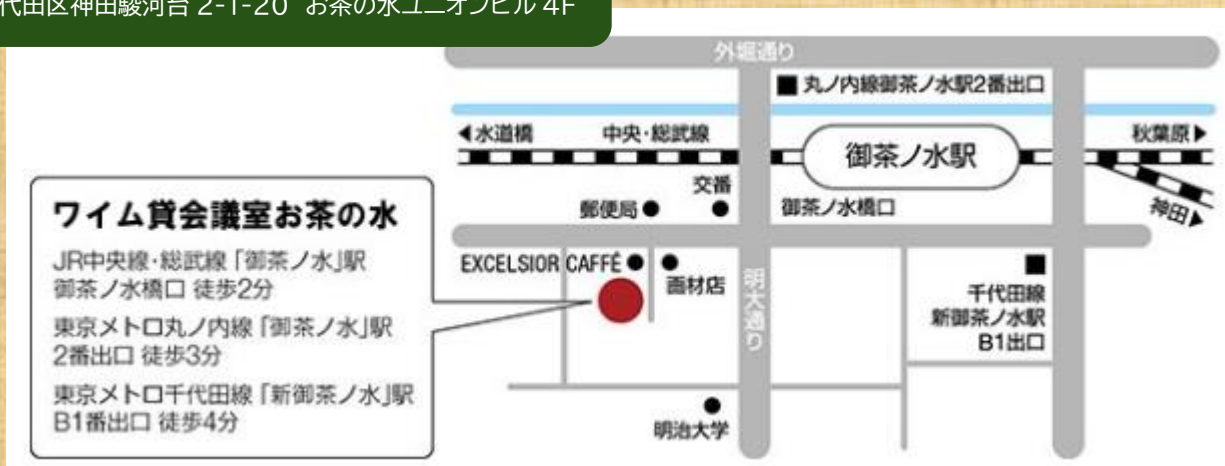 代田区神田駿河台 2-1-20 お茶の水ユニオンビル 4F
外堀通り
■ 丸ノ内線御茶ノ水駅2番出口
◀水道橋
中央・総武線
御茶ノ水駅
秋葉原▶
神田▶
交番
郵便局
御茶ノ水橋口
ワイム貸会議室お茶の水
JR中央線・総武線「御茶ノ水」駅
御茶ノ水橋口 徒歩2分
東京メトロ丸ノ内線「御茶ノ水」駅
2番出口 徒歩3分
東京メトロ千代田線「新御茶ノ水」駅
B1番出口 徒歩4分
EXCELSIOR CAFFÉ
画材店
明大通り
千代田線
新御茶ノ水駅
B1出口
明治大学